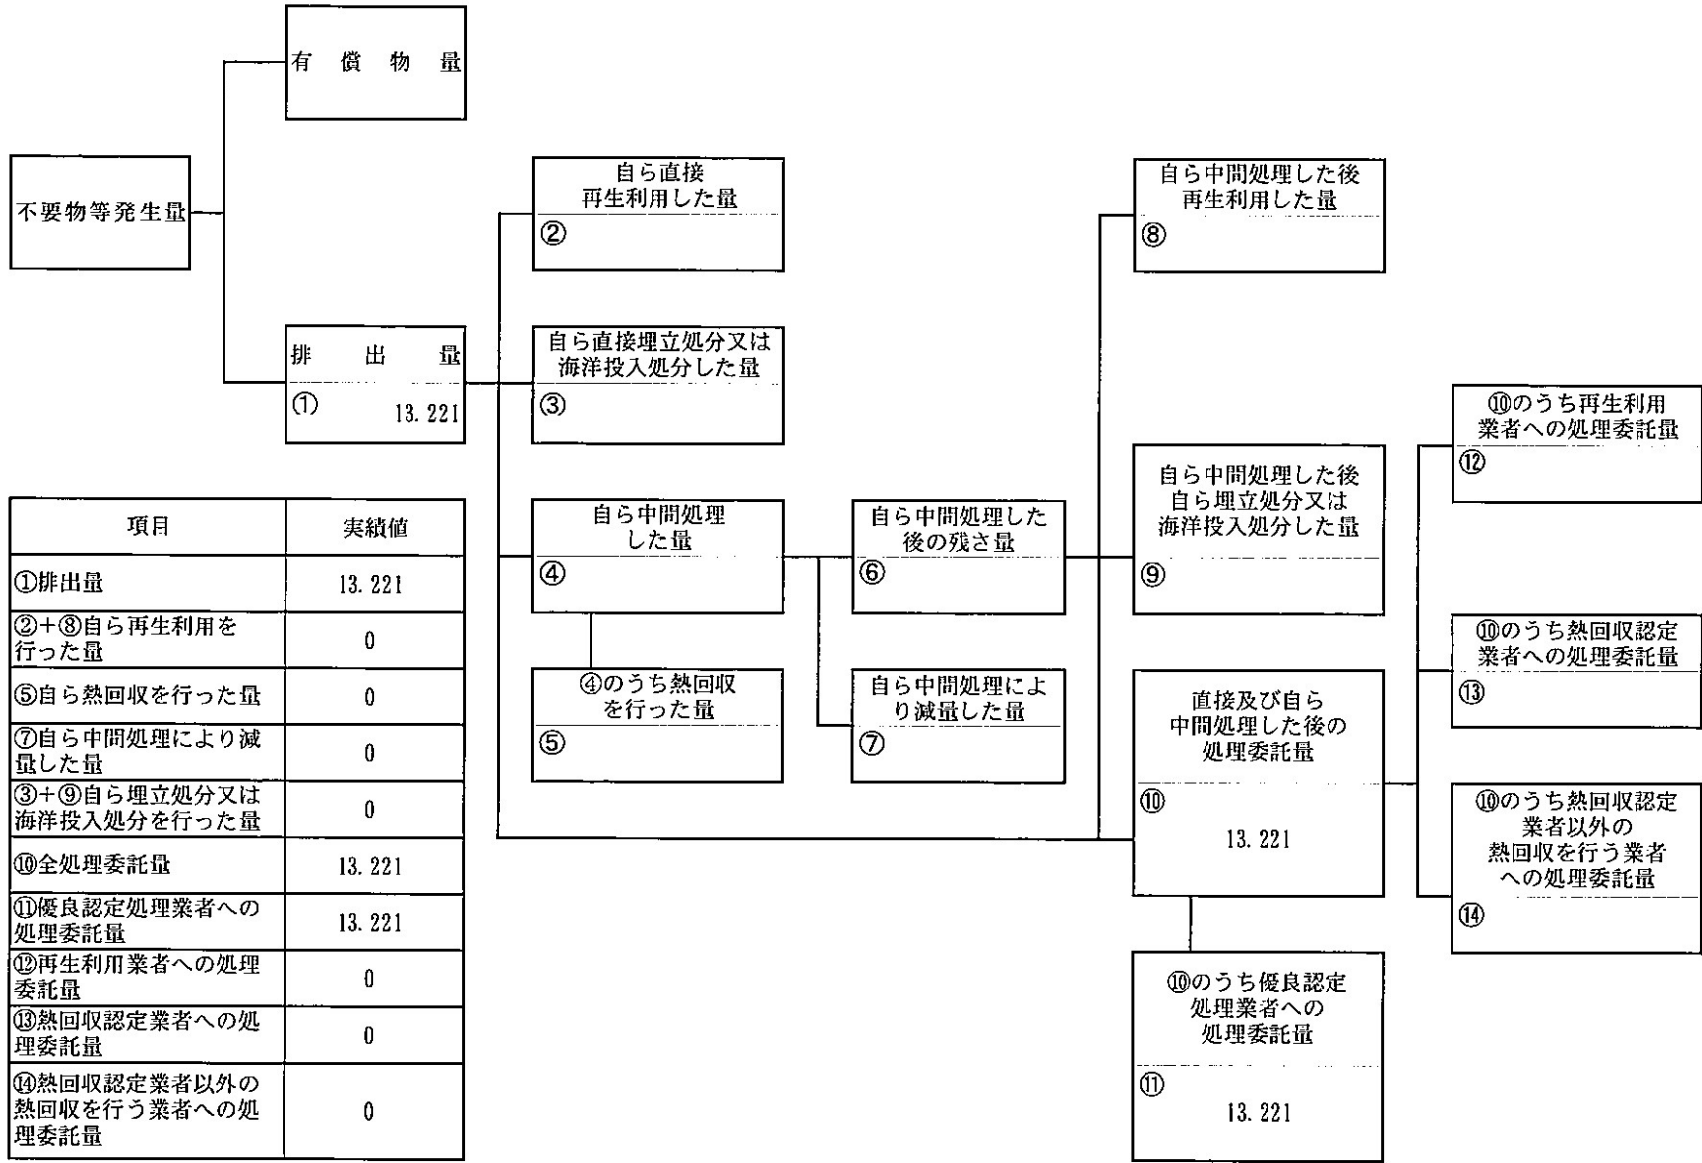 有償物量
不要物等発生量
排出量
①
13.221
自ら直接
再生利用した量
②
自ら直接埋立処分又は
海洋投入処分した量
③
自ら中間処理
した量
④
④のうち熱回収
を行った量
⑤
自ら中間処理した
後の残さ量
⑥
自ら中間処理によ
り減量した量
⑦
自ら中間処理した後
再生利用した量
⑧
自ら中間処理した後
自ら埋立処分又は
海洋投入処分した量
⑨
直接及び自ら
中間処理した後の
処理委託量
⑩
13.221
⑩のうち優良認定
処理業者への
処理委託量
⑪
13.221
⑩のうち再生利用
業者への処理委託量
⑫
⑩のうち熱回収認定
業者への処理委託量
⑬
⑩のうち熱回収認定
業者以外の
熱回収を行う業者
への処理委託量
⑭
項目 実績値
①排出量 13.221
②+⑧自ら再生利用を
行った量 0
⑤自ら熱回収を行った量 0
⑦自ら中間処理により減
量した量 0
③+⑨自ら埋立処分又は
海洋投入処分を行った量 0
⑩全処理委託量 13.221
⑪優良認定処理業者への
処理委託量 13.221
⑫再生利用業者への処理
委託量 0
⑬熱回収認定業者への処
理委託量 0
⑭熱回収認定業者以外の
熱回収を行う業者への処
理委託量 0